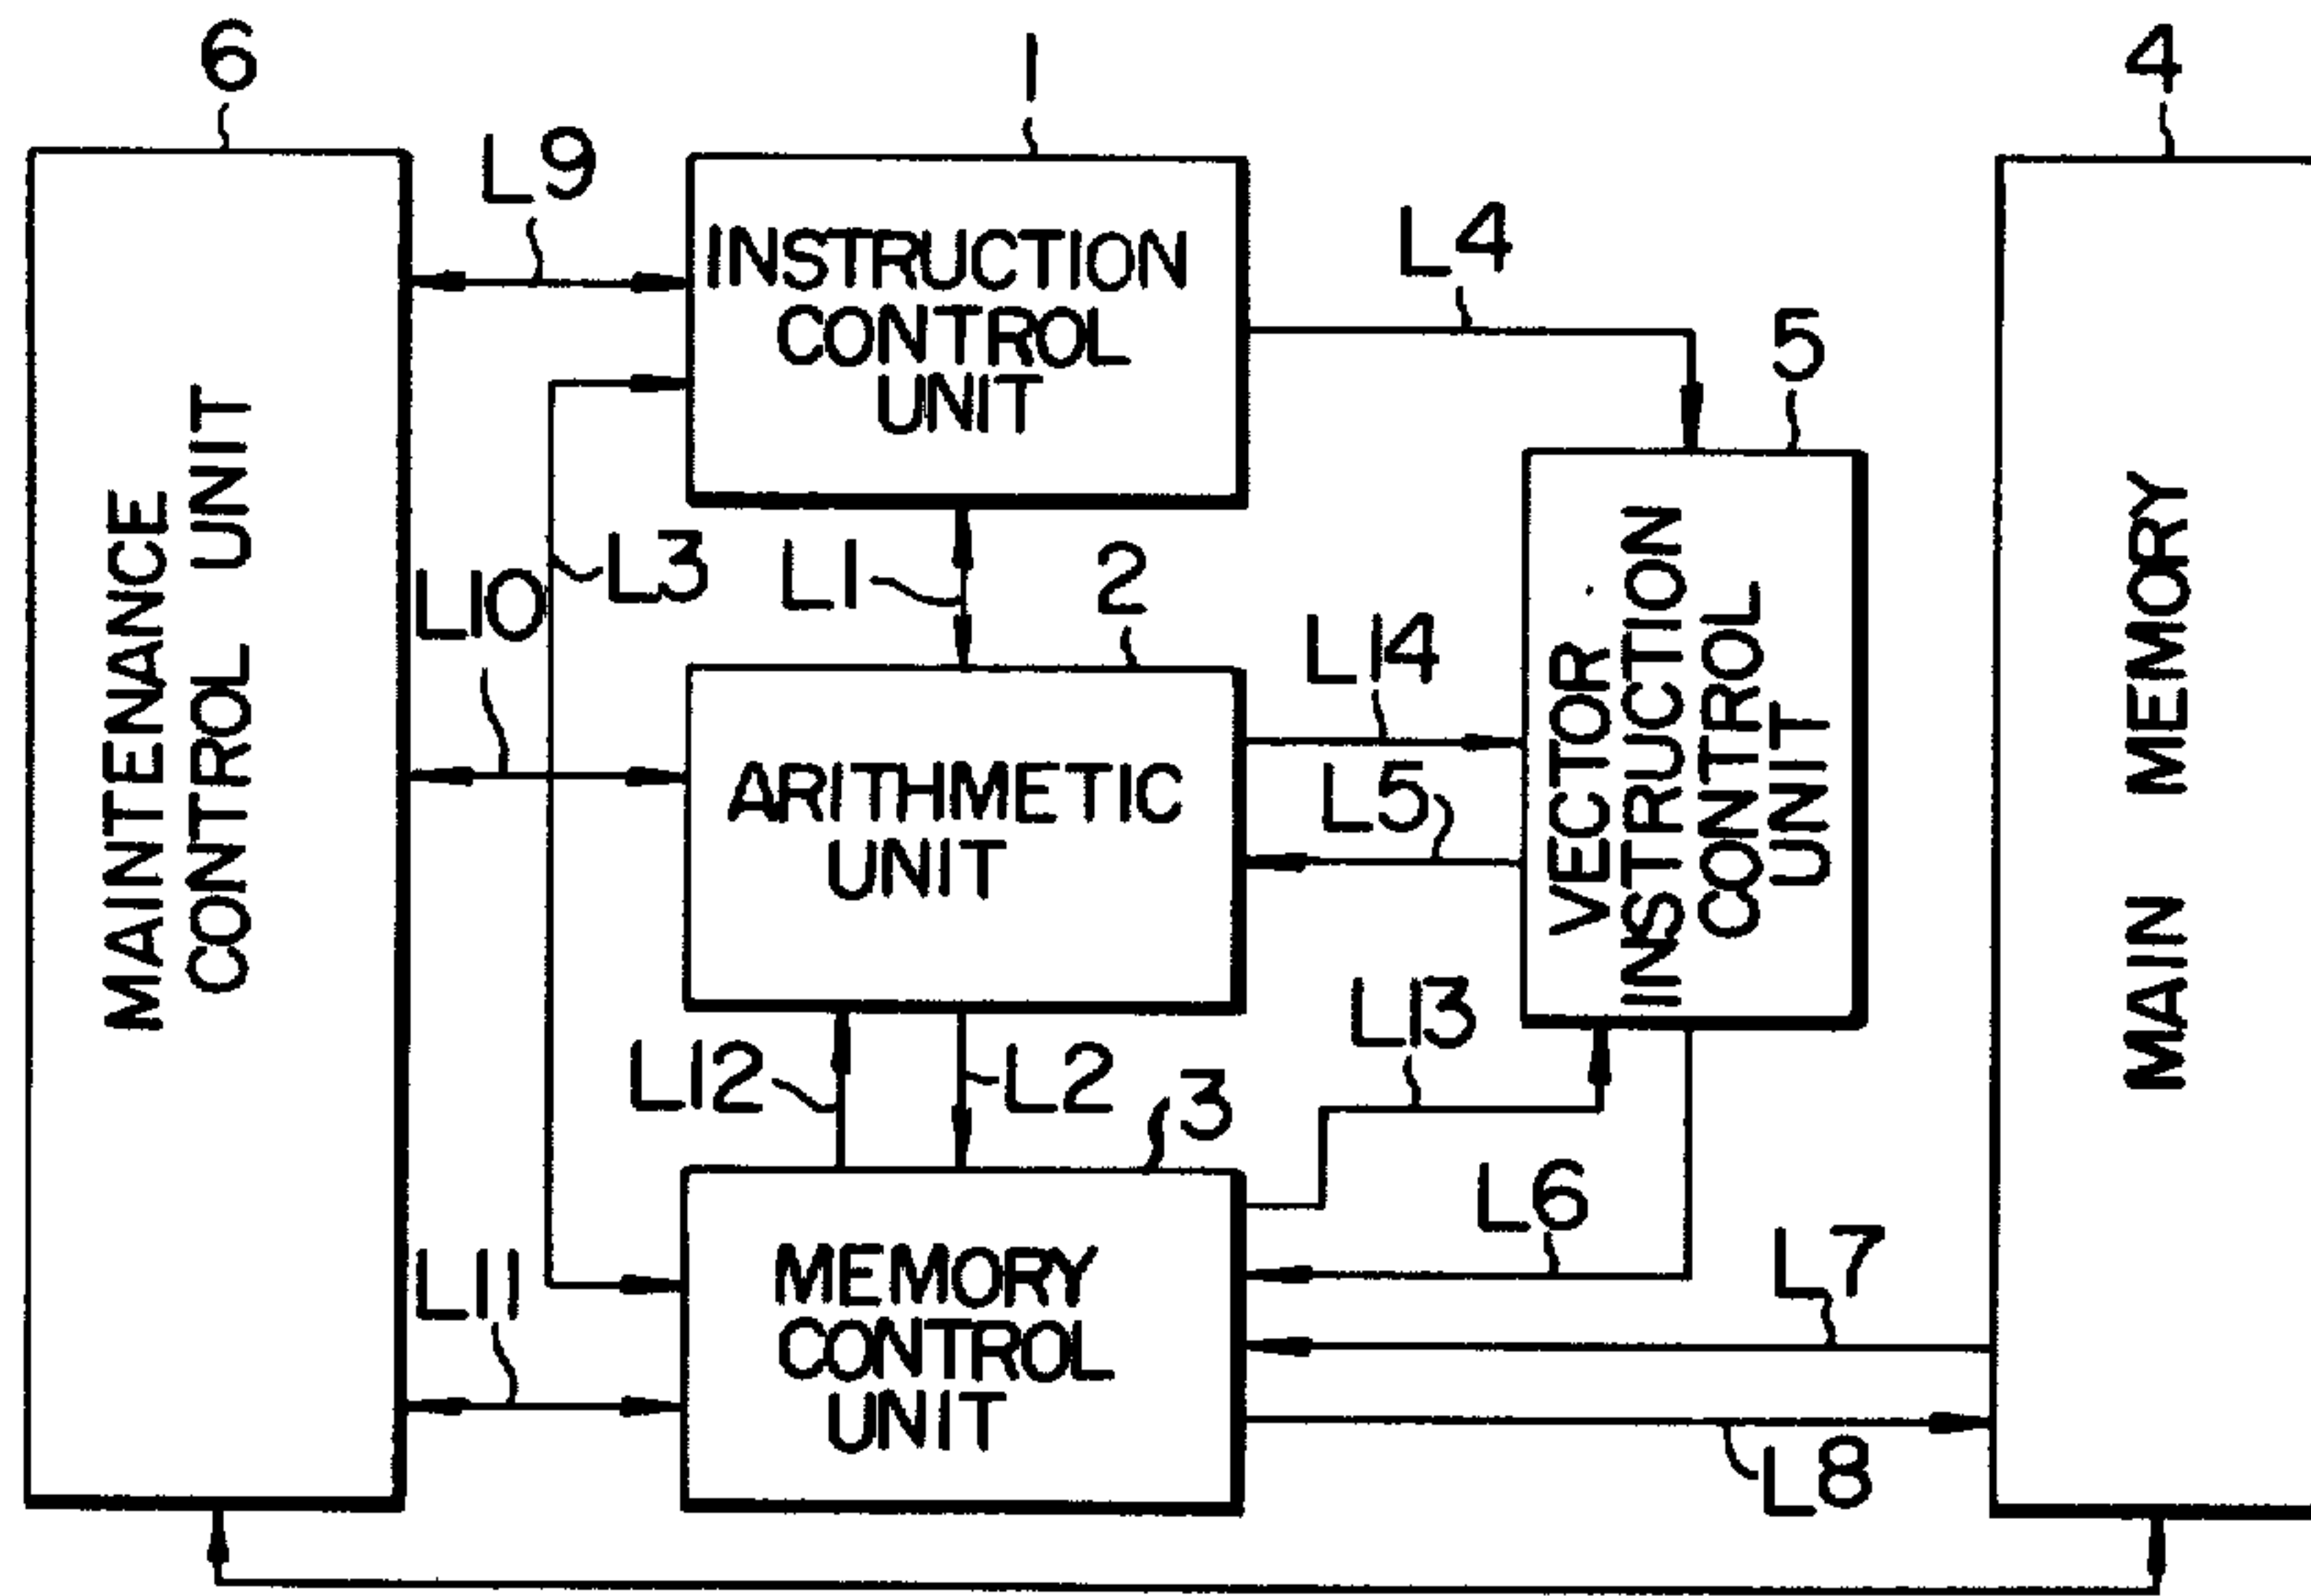 6
1
4
L9
INSTRUCTION
CONTROL
UNIT
L4
5
MAINTENANCE
CONTROL UNIT
L3
L1
2
L10
L14
VECTOR
INSTRUCTION
CONTROL
UNIT
MAIN MEMORY
ARITHMETIC
UNIT
L5
L13
L12
L2
3
L6
L7
L11
MEMORY
CONTROL
UNIT
L8